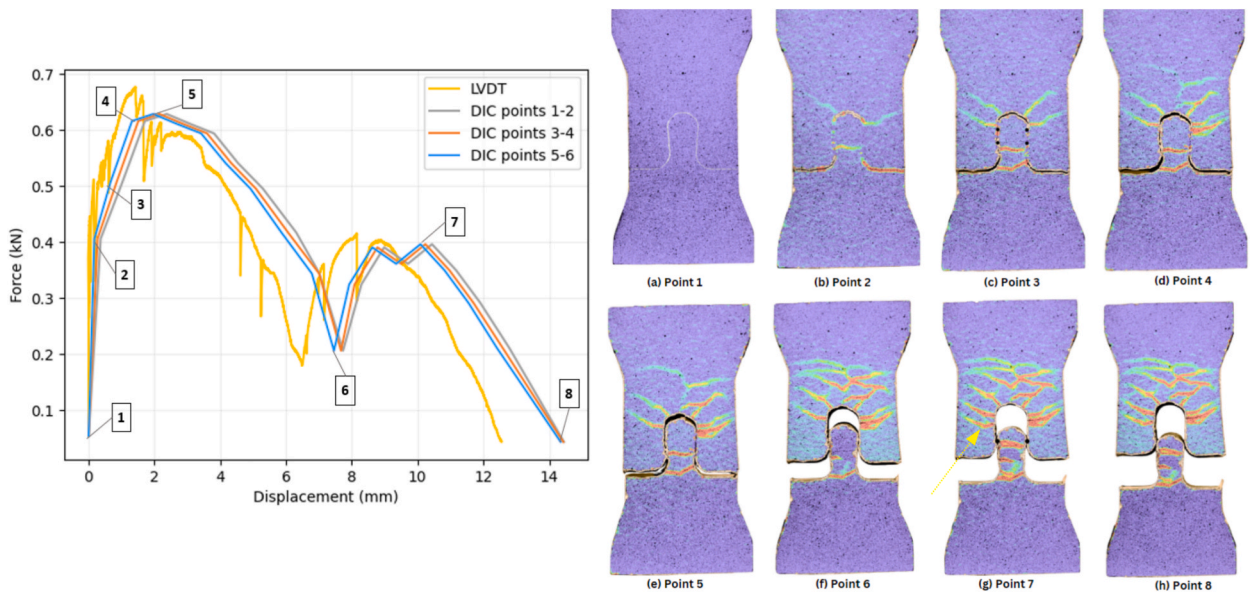 0.7
0.6
0.5
0.4
0.3
0.2
0.1
Force (kN)
0
2
4
6
8
10
12
14
Displacement (mm)
LVDT
DIC points 1-2
DIC points 3-4
DIC points 5-6
4
5
3
2
7
6
1
8
(a) Point 1
(b) Point 2
(c) Point 3
(d) Point 4
(e) Point 5
(f) Point 6
(g) Point 7
(h) Point 8